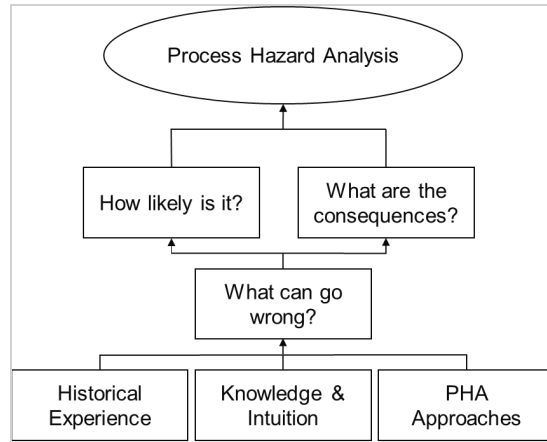 Process Hazard Analysis
How likely is it?
What are the
consequences?
What can go
wrong?
Historical
Experience
Knowledge &
Intuition
PHA
Approaches